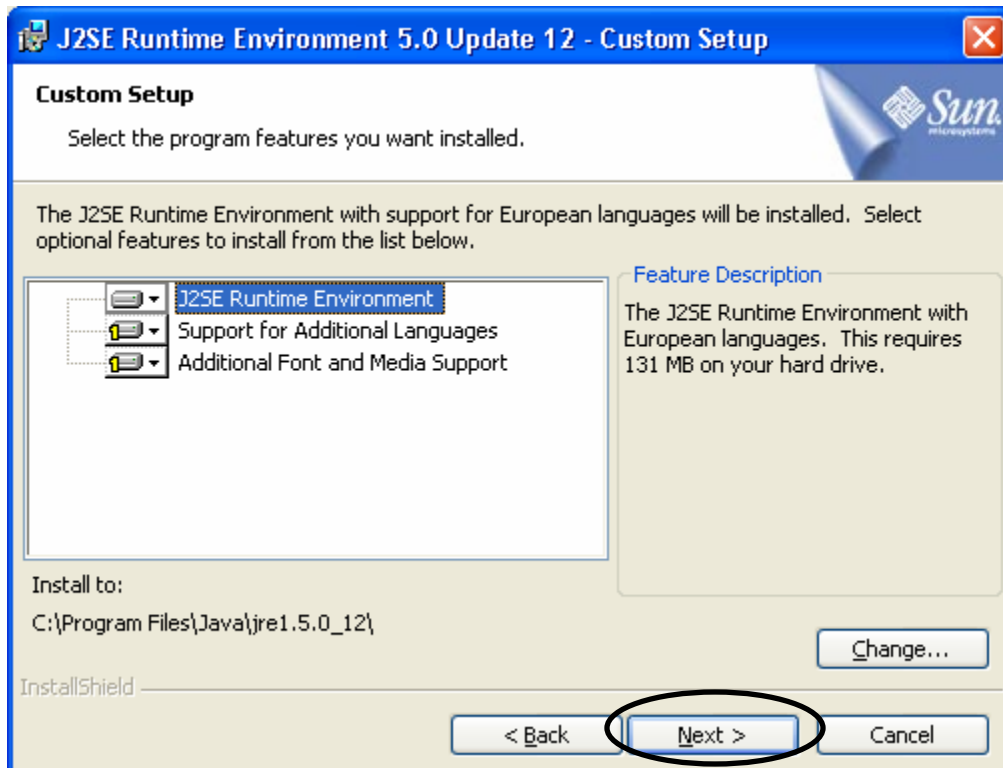 J2SE Runtime Environment 5.0 Update 12 - Custom Setup
Custom Setup
Select the program features you want installed.
Sun
microsystems
The J2SE Runtime Environment with support for European languages will be installed. Select
optional features to install from the list below.
J2SE Runtime Environment
Support for Additional Languages
Additional Font and Media Support
Feature Description
The J2SE Runtime Environment with
European languages. This requires
131 MB on your hard drive.
Install to:
C:\Program Files\Java\jre1.5.0_12\
Change...
InstallShield
< Back
Next >
Cancel